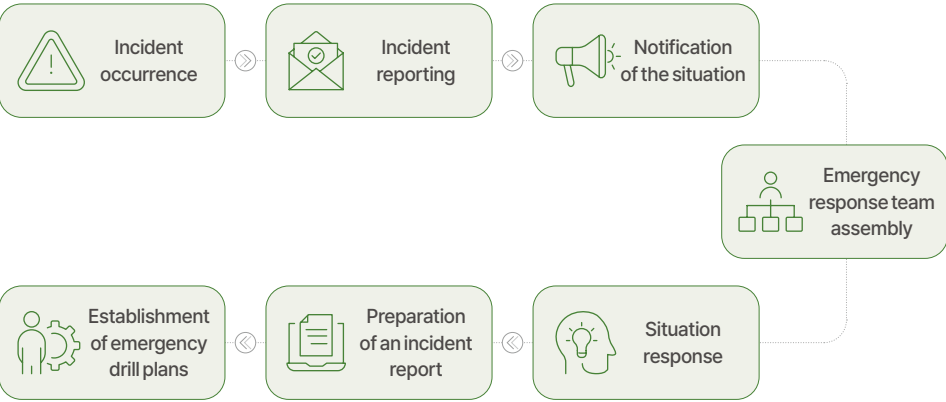 Incident
occurrence
Incident
reporting
Notification
of the situation
Emergency
response team
assembly
Situation
response
Preparation
of an incident
report
Establishment
of emergency
drill plans